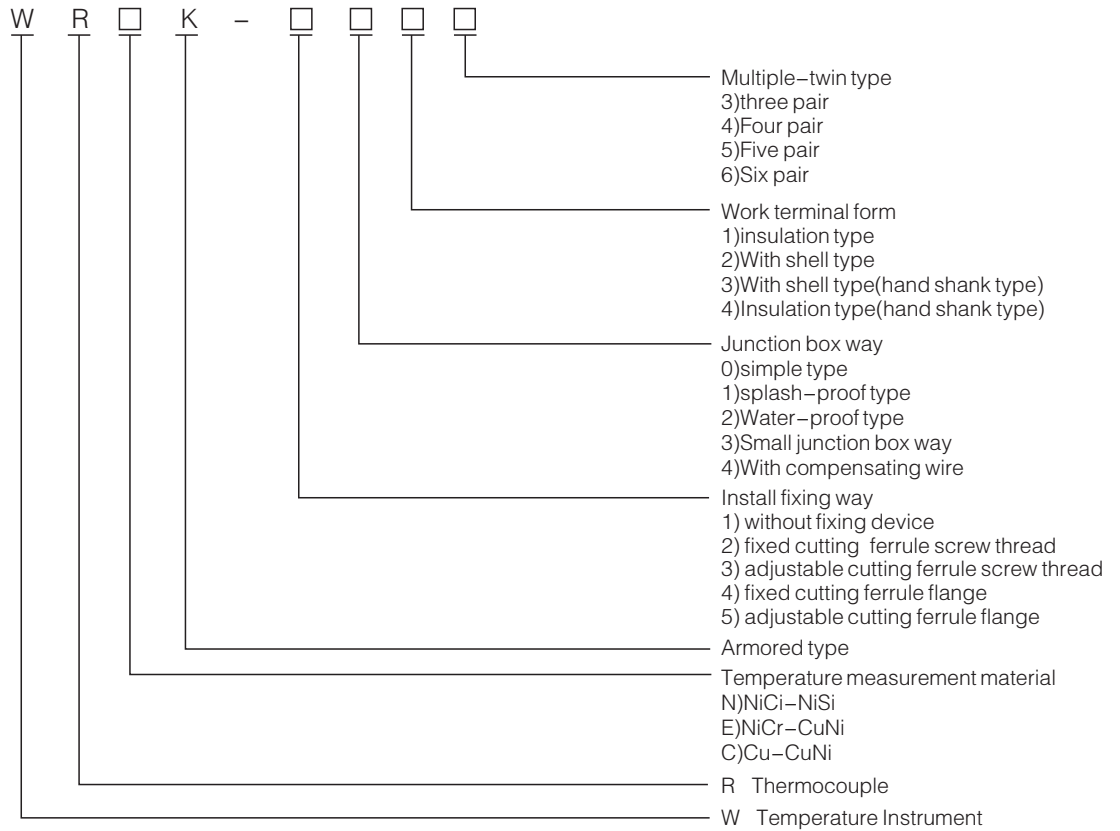 W R □ K – □ □ □ □
Multiple–twin type
3)three pair
4)Four pair
5)Five pair
6)Six pair
Work terminal form
1)insulation type
2)With shell type
3)With shell type(hand shank type)
4)Insulation type(hand shank type)
Junction box way
0)simple type
1)splash–proof type
2)Water–proof type
3)Small junction box way
4)With compensating wire
Install fixing way
1) without fixing device
2) fixed cutting ferrule screw thread
3) adjustable cutting ferrule screw thread
4) fixed cutting ferrule flange
5) adjustable cutting ferrule flange
Armored type
Temperature measurement material
N)NiCi–NiSi
E)NiCr–CuNi
C)Cu–CuNi
R Thermocouple
W Temperature Instrument